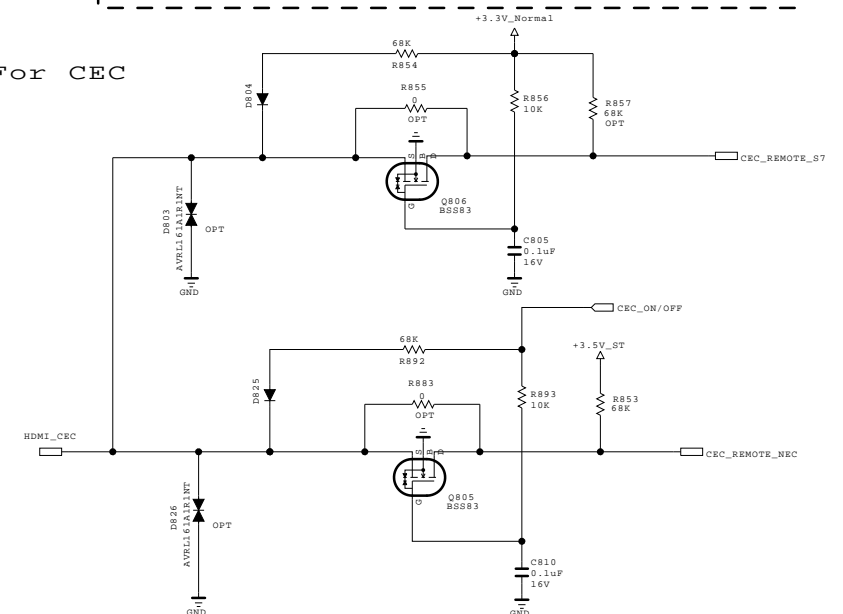 +3.3V_Normal
For CEC
68K
R854
D804
R855
0
OPT
R856
10K
R857
68K
OPT
S
B
D
CEC_REMOTE_S7
D803
AVRL161A1R1NT
OPT
G
Q806
BSS83
C805
0.1uF
16V
GND
GND
CEC_ON/OFF
68K
R892
+3.5V_ST
D825
R883
0
OPT
R893
10K
R853
68K
HDMI_CEC
S
B
D
CEC_REMOTE_NEC
D826
AVRL161A1R1NT
OPT
G
Q805
BSS83
C810
0.1uF
16V
GND
GND